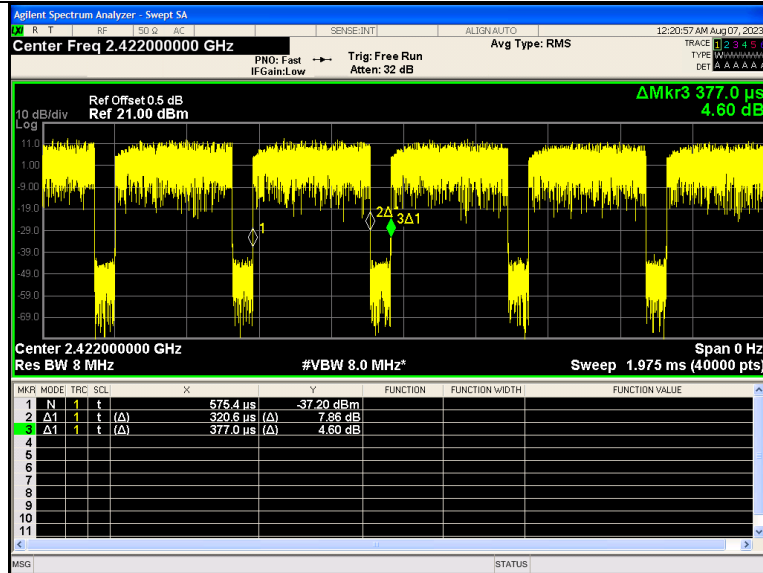 Agilent Spectrum Analyzer - Swept SA
LXI R T RF 50 Ω AC SENSE:INT ALIGNAUTO 12:20:57 AM Aug 07, 2023
Center Freq 2.422000000 GHz Avg Type: RMS TRACE 1 2 3 4 5
PNO: Fast Trig: Free Run TYPE W
IFGain:Low Atten: 32 dB DET A A A A A
ΔMkr3 377.0 µs
4.60 dB
Ref Offset 0.5 dB
10 dB/div Ref 21.00 dBm
Log
11.0
1.00
-9.00
-19.0
-29.0
-39.0
-49.0
-59.0
-69.0
1
2Δ
3Δ1
Center 2.422000000 GHz Span 0 Hz
Res BW 8 MHz #VBW 8.0 MHz* Sweep 1.975 ms (40000 pts)
MKR MODE TRC SCL X Y FUNCTION FUNCTION WIDTH FUNCTION VALUE
1 N 1 t 575.4 µs -37.20 dBm
2 Δ1 1 t (Δ) 320.6 µs (Δ) 7.86 dB
3 Δ1 1 t (Δ) 377.0 µs (Δ) 4.60 dB
4
5
6
7
8
9
10
11
MSG STATUS